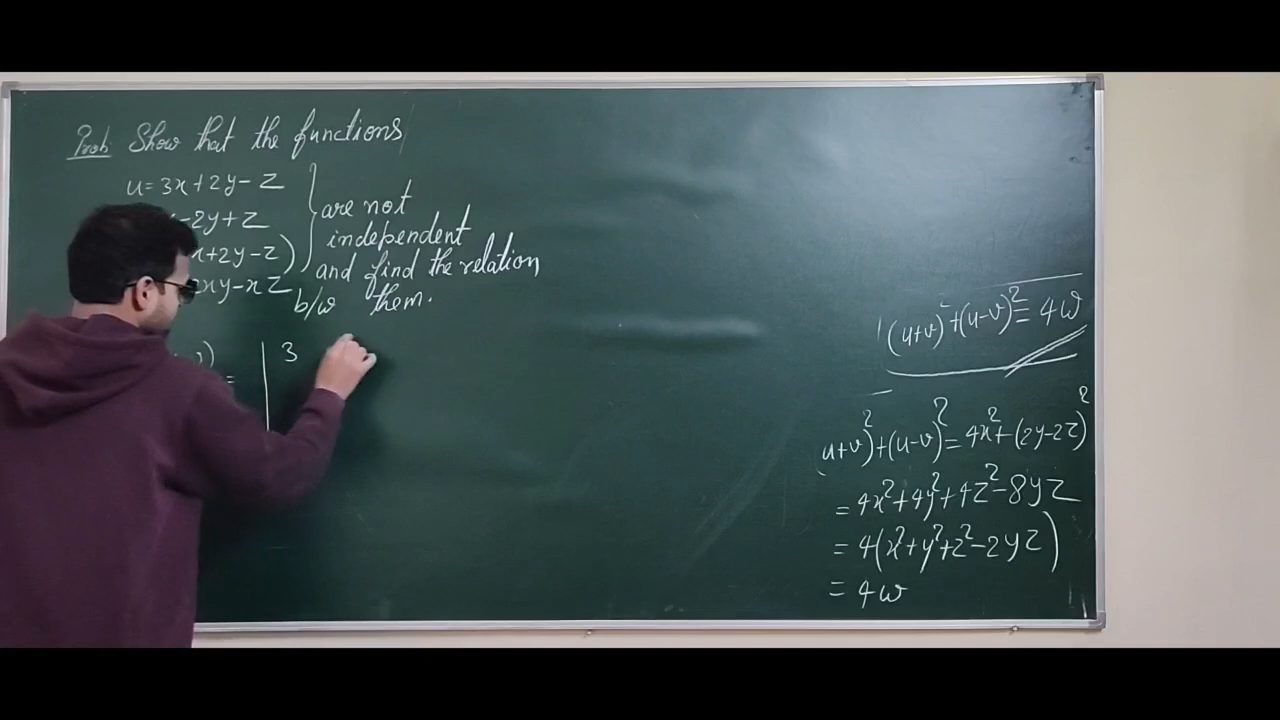 Prob: Show that the functions
u=3x+2y-z
-2y+z
x+2y-z)
2xy-xz
are not
independent
and find the relation
b/w them.
v)
=
3
(u+v)²+(u-v)²=4w
(u+v)²+(u-v)²=4x²+(2y-2z)²
=4x²+4y²+4z²-8yz
=4(x²+y²+z²-2yz)
=4w